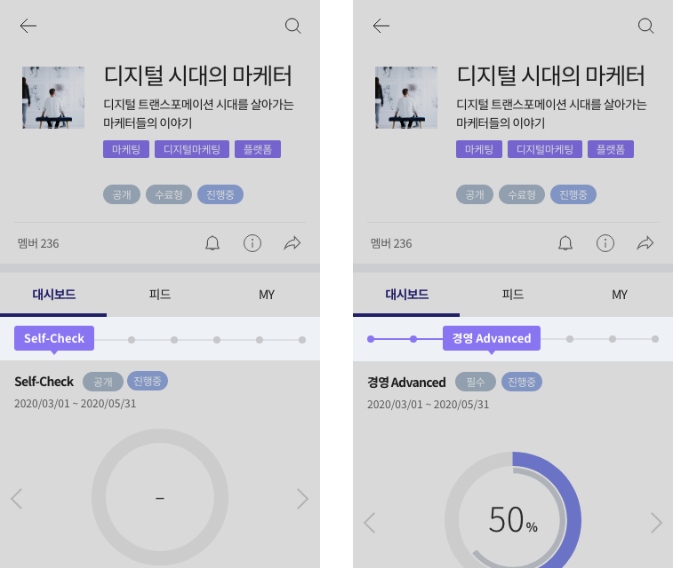 디지털 시대의 마케터
디지털 트랜스포메이션 시대를 살아가는
마케터들의 이야기
마케팅 디지털마케팅 플랫폼
공개 수료형 진행중
멤버 236
대시보드 피드 MY
Self-Check
Self-Check 공개 진행중
2020/03/01 ~ 2020/05/31
–
디지털 시대의 마케터
디지털 트랜스포메이션 시대를 살아가는
마케터들의 이야기
마케팅 디지털마케팅 플랫폼
공개 수료형 진행중
멤버 236
대시보드 피드 MY
경영 Advanced
경영 Advanced 필수 진행중
2020/03/01 ~ 2020/05/31
50%